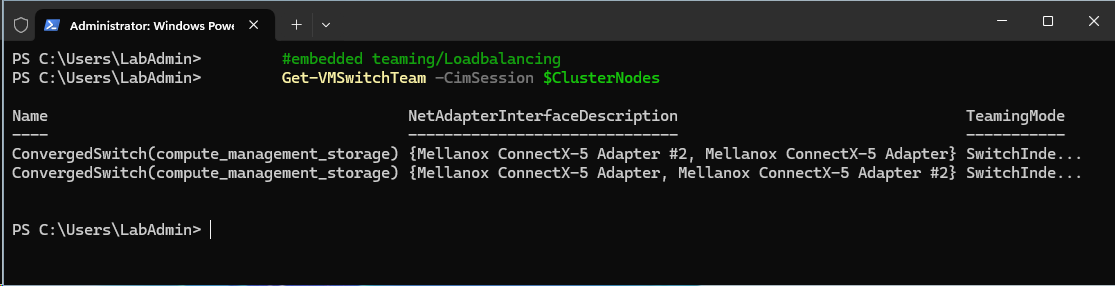 Administrator: Windows Powe
PS C:\Users\LabAdmin> #embedded teaming/Loadbalancing
PS C:\Users\LabAdmin> Get-VMSwitchTeam -CimSession $ClusterNodes
Name NetAdapterInterfaceDescription TeamingMode
---- ------------------------------ -----------
ConvergedSwitch(compute_management_storage) {Mellanox ConnectX-5 Adapter #2, Mellanox ConnectX-5 Adapter} SwitchInde...
ConvergedSwitch(compute_management_storage) {Mellanox ConnectX-5 Adapter, Mellanox ConnectX-5 Adapter #2} SwitchInde...
PS C:\Users\LabAdmin>